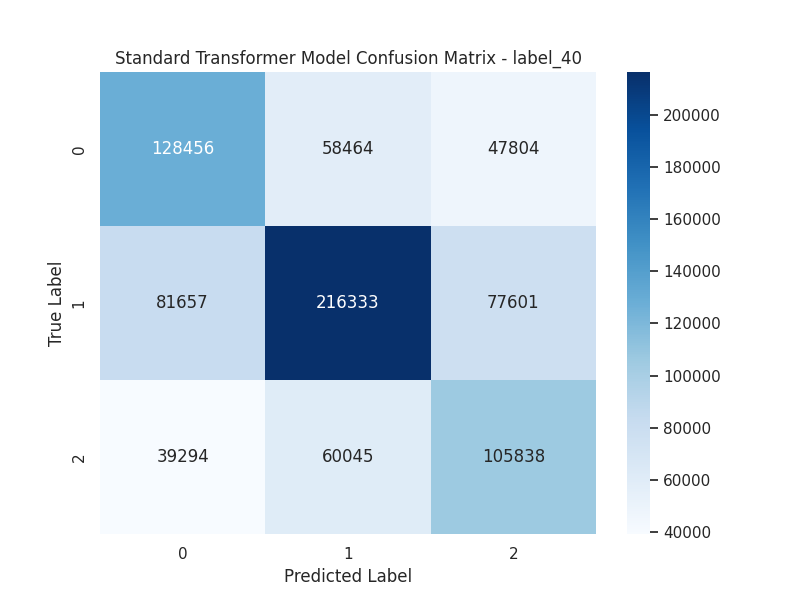 Standard Transformer Model Confusion Matrix - label_40
True Label
0
128456 58464 47804
1
81657 216333 77601
2
39294 60045 105838
0 1 2
Predicted Label
200000
180000
160000
140000
120000
100000
80000
60000
40000